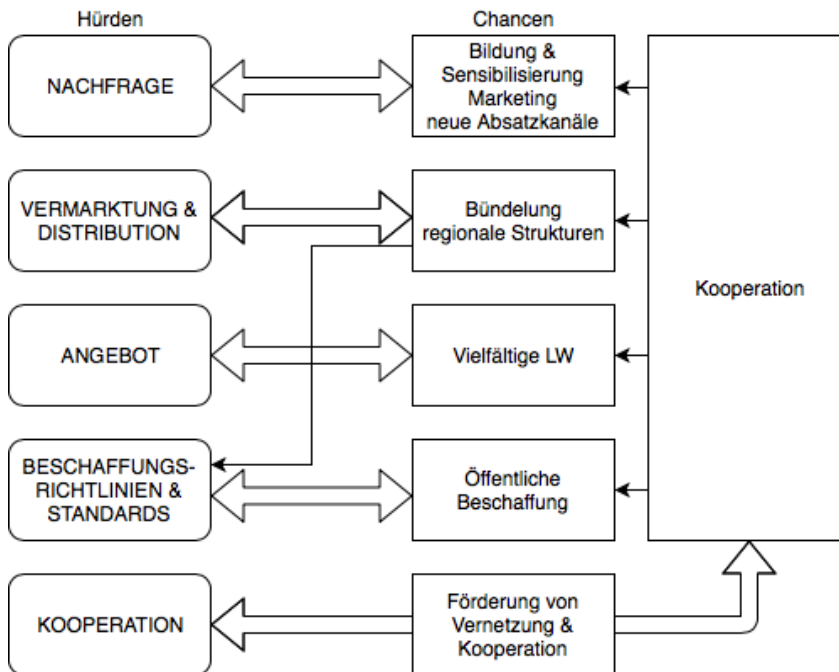 Hürden
Chancen
NACHFRAGE
Bildung &
Sensibilisierung
Marketing
neue Absatzkanäle
VERMARKTUNG &
DISTRIBUTION
Bündelung
regionale Strukturen
Kooperation
ANGEBOT
Vielfältige LW
BESCHAFFUNGS-
RICHTLINIEN &
STANDARDS
Öffentliche
Beschaffung
KOOPERATION
Förderung von
Vernetzung &
Kooperation